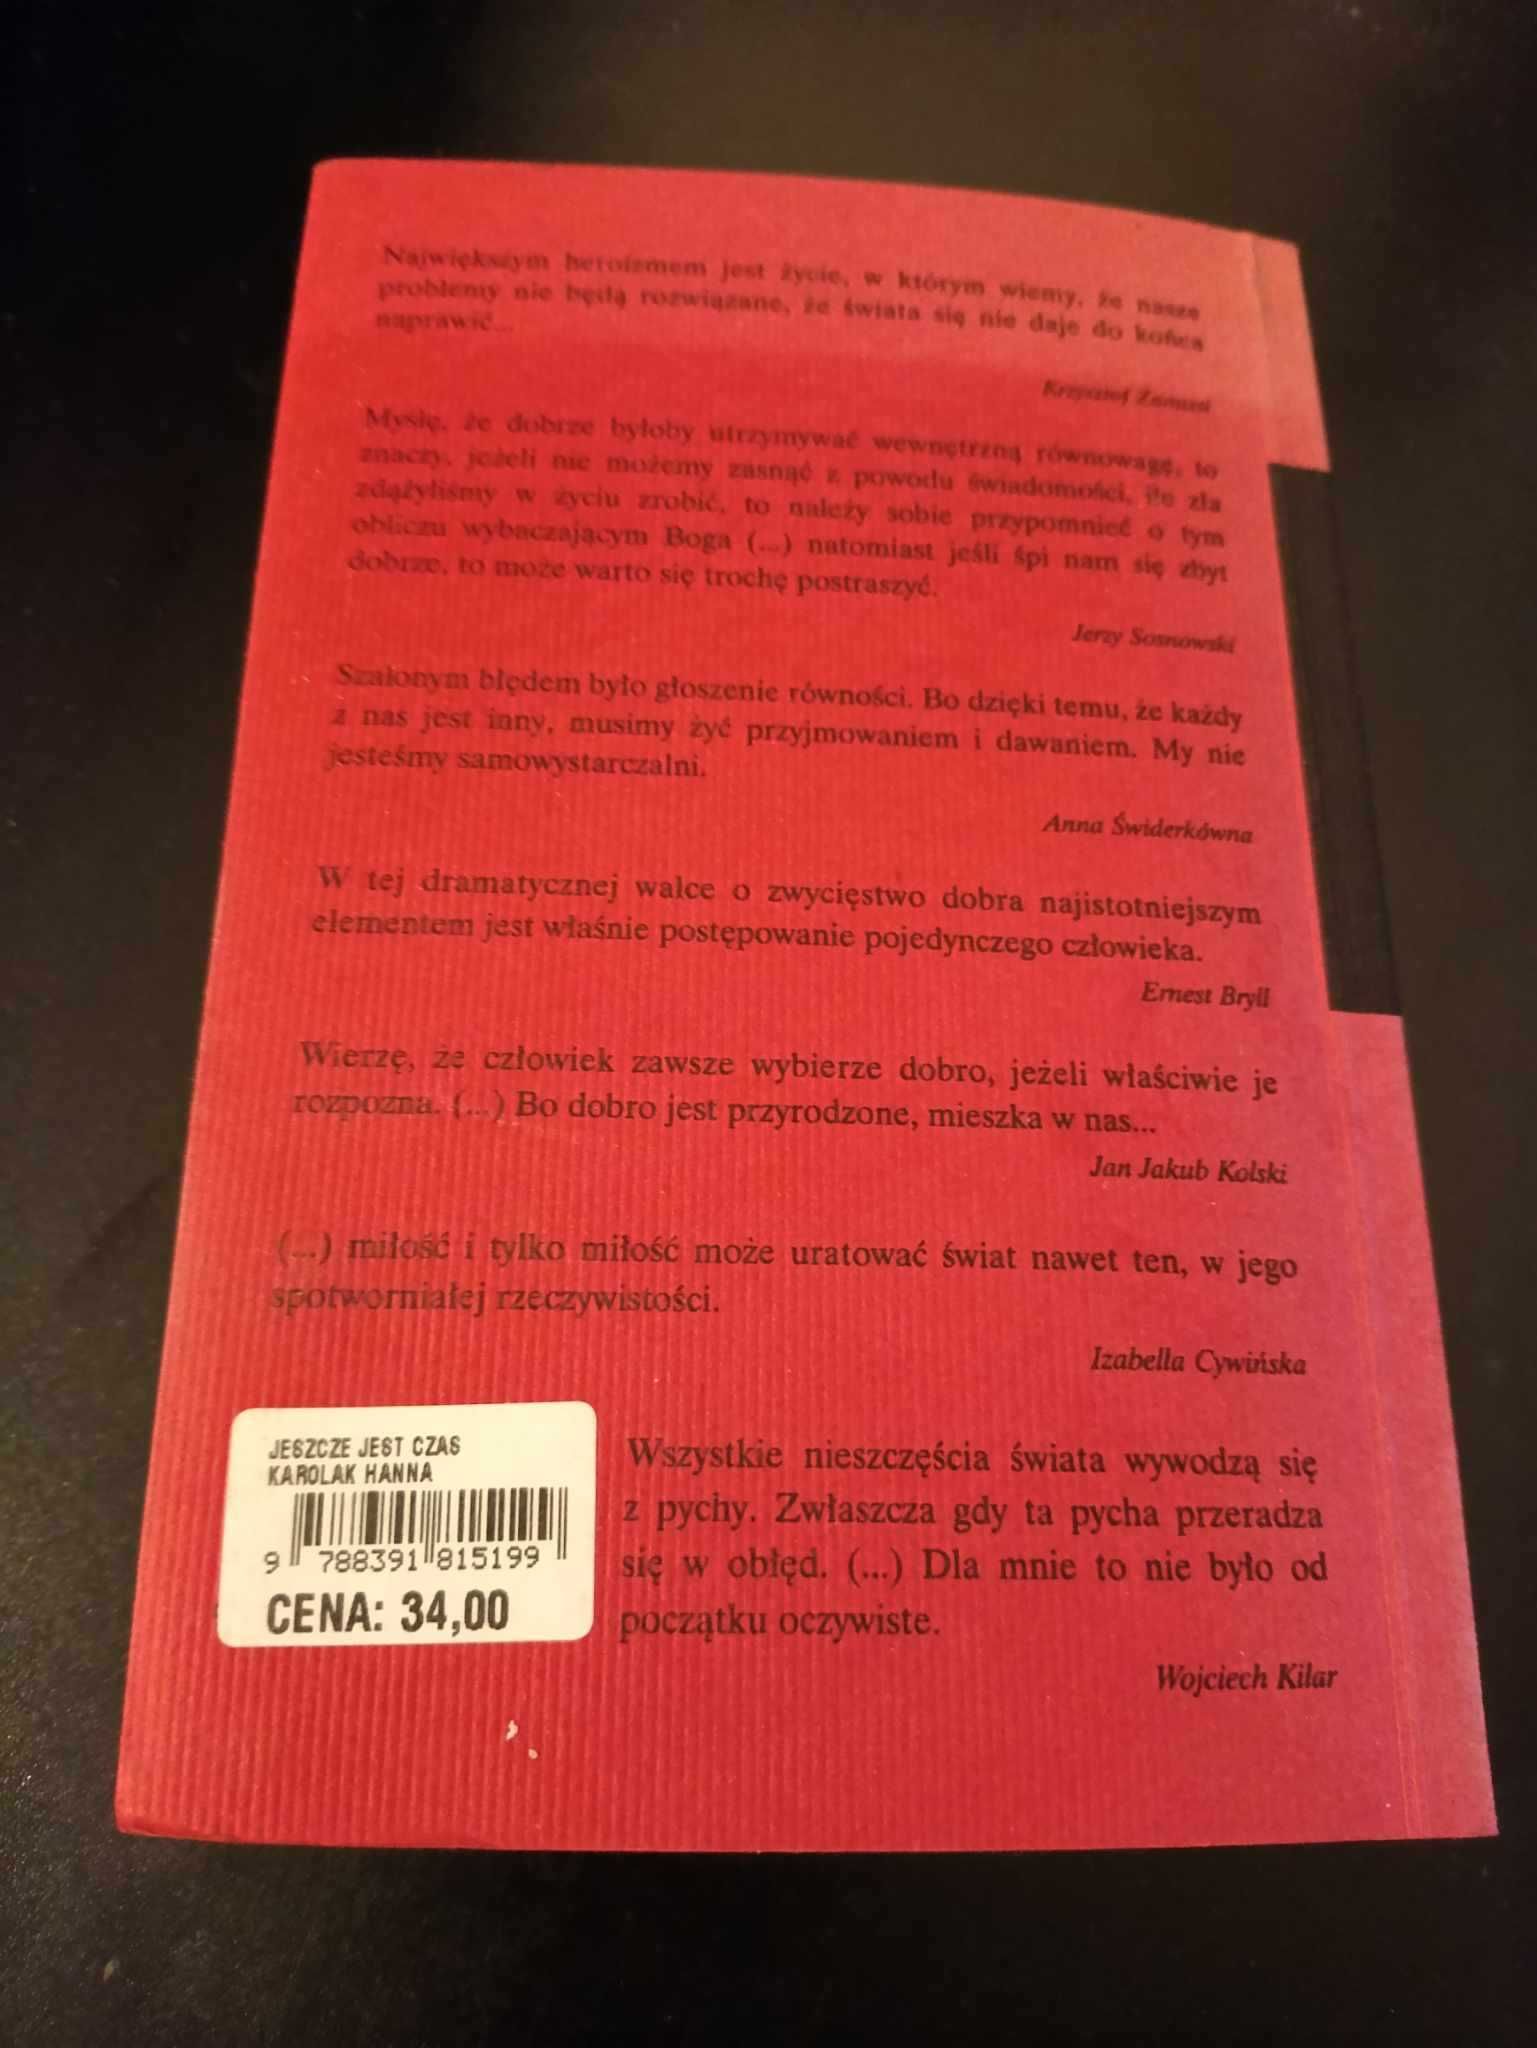 Największym heroizmem jest życie, w którym wiemy, że nasze
problemy nie będą rozwiązane, że świata się nie daje do końca
naprawić...
Krzysztof Zanussi
Myślę, że dobrze byłoby utrzymywać wewnętrzną równowagę, to
znaczy, jeżeli nie możemy zasnąć z powodu świadomości, ile zła
zdążyliśmy w życiu zrobić, to należy sobie przypomnieć o tym
obliczu wybaczającym Boga (...) natomiast jeśli śpi nam się zbyt
dobrze, to może warto się trochę postraszyć.
Jerzy Sosnowski
Szalonym błędem było głoszenie równości. Bo dzięki temu, że każdy
z nas jest inny, musimy żyć przyjmowaniem i dawaniem. My nie
jesteśmy samowystarczalni.
Anna Świderkówna
W tej dramatycznej walce o zwycięstwo dobra najistotniejszym
elementem jest właśnie postępowanie pojedynczego człowieka.
Ernest Bryll
Wierzę, że człowiek zawsze wybierze dobro, jeżeli właściwie je
rozpozna. (...) Bo dobro jest przyrodzone, mieszka w nas...
Jan Jakub Kolski
(...) miłość i tylko miłość może uratować świat nawet ten, w jego
spotworniałej rzeczywistości.
Izabella Cywińska
Wszystkie nieszczęścia świata wywodzą się
z pychy. Zwłaszcza gdy ta pycha przeradza
się w obłęd. (...) Dla mnie to nie było od
początku oczywiste.
Wojciech Kilar
JESZCZE JEST CZAS
KAROLAK HANNA
9 788391 815199
CENA: 34,00